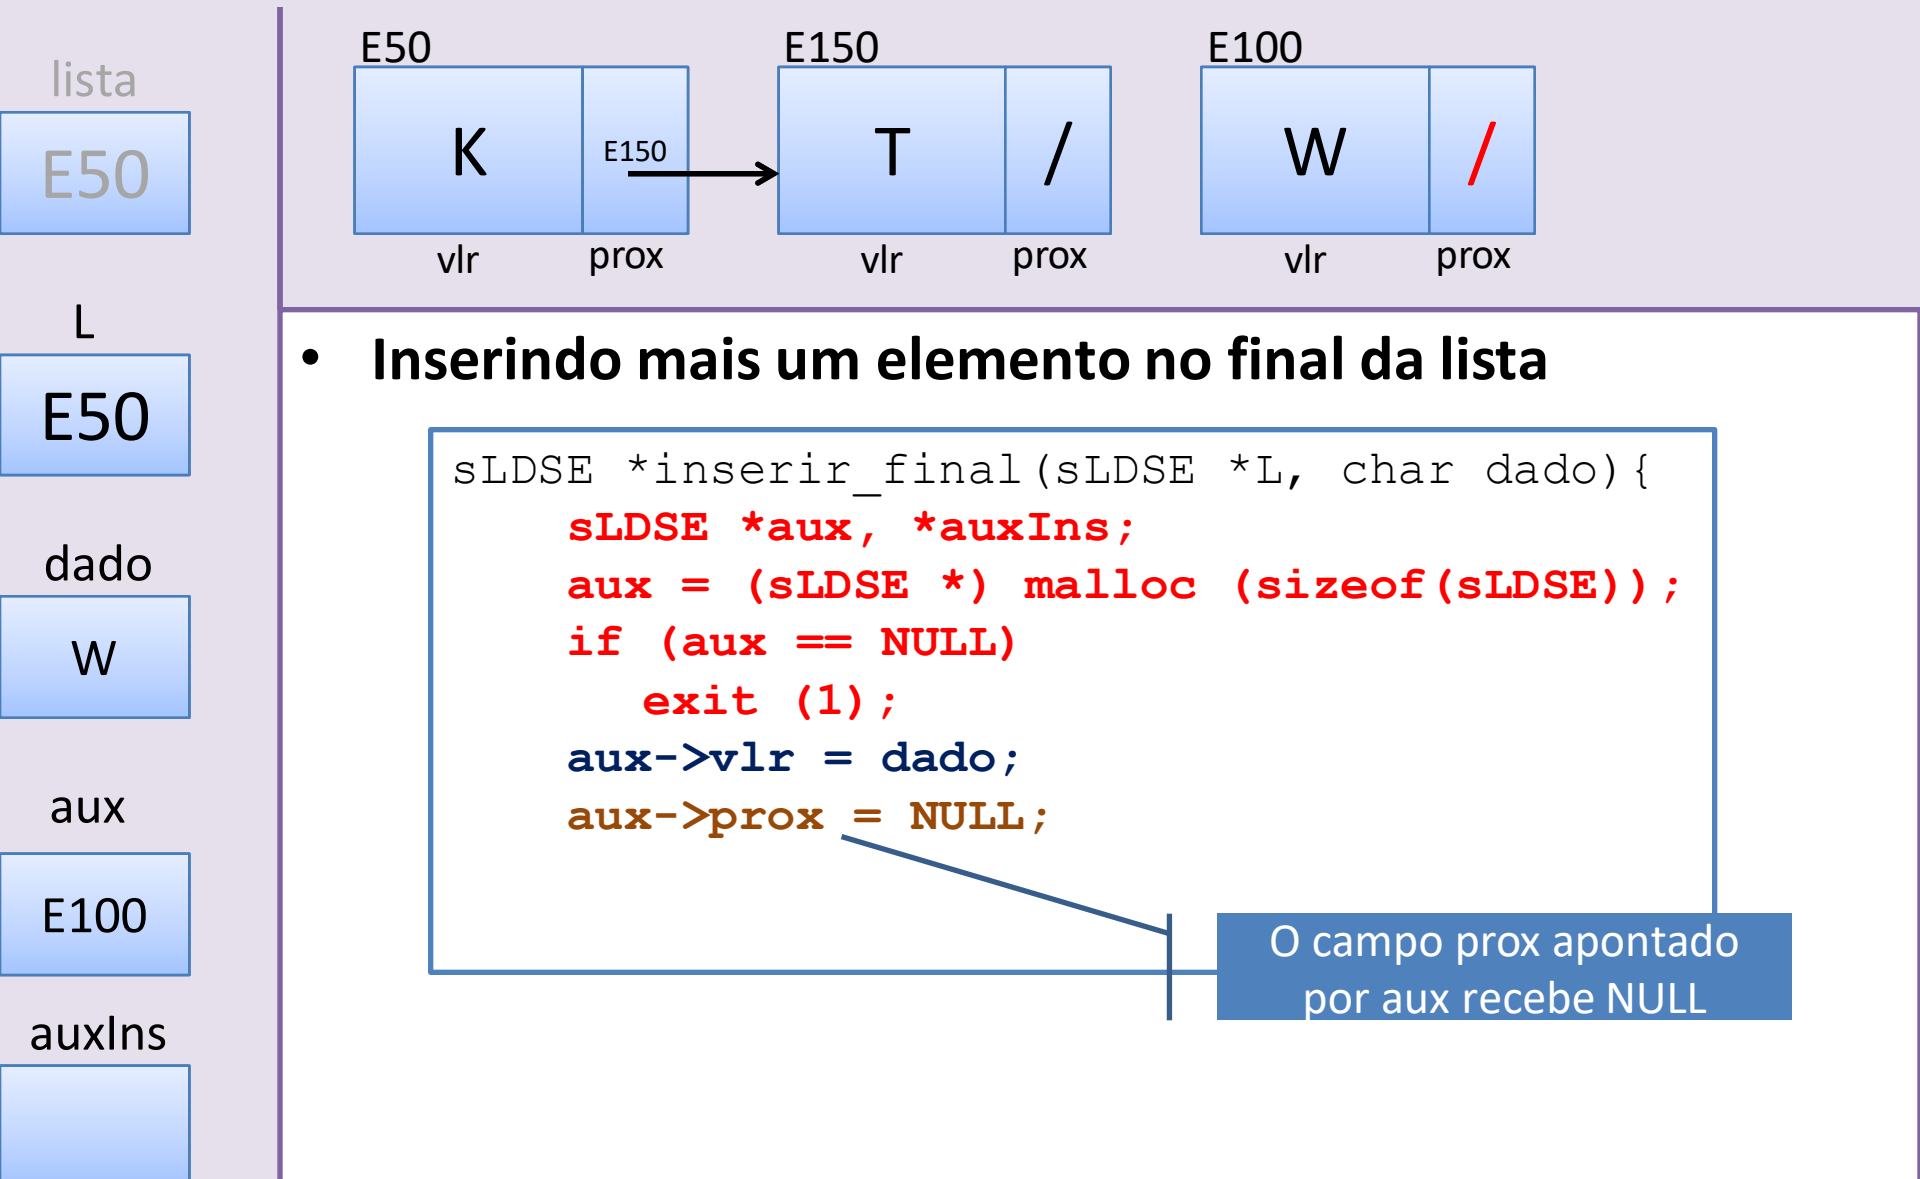 lista
E50
L
E50
dado
W
aux
E100
auxIns
E50 E150 E100
K E150 T / W /
vlr prox vlr prox vlr prox
• Inserindo mais um elemento no final da lista
sLDSE *inserir_final(sLDSE *L, char dado){
sLDSE *aux, *auxIns;
aux = (sLDSE *) malloc (sizeof(sLDSE));
if (aux == NULL)
exit (1);
aux->vlr = dado;
aux->prox = NULL;
O campo prox apontado
por aux recebe NULL